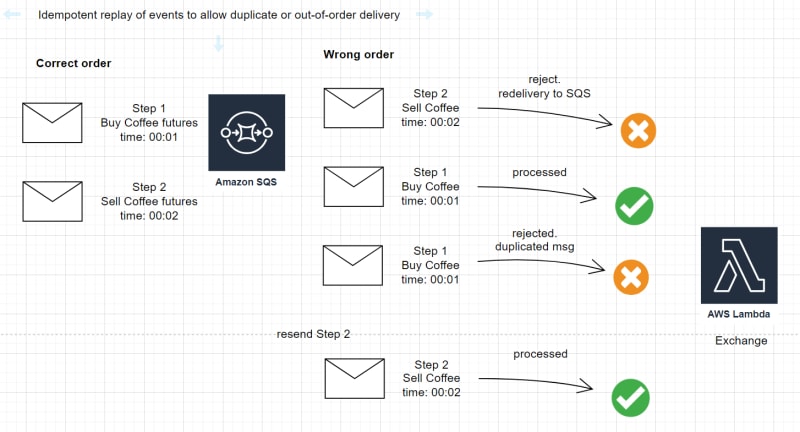 Idempotent replay of events to allow duplicate or out-of-order delivery
Correct order
Step 1
Buy Coffee futures
time: 00:01
Step 2
Sell Coffee futures
time: 00:02
Amazon SQS
Wrong order
Step 2
Sell Coffee
time: 00:02
reject.
redelivery to SQS
Step 1
Buy Coffee
time: 00:01
processed
Step 1
Buy Coffee
time: 00:01
rejected.
duplicated msg
AWS Lambda
Exchange
resend Step 2
Step 2
Sell Coffee
time: 00:02
processed